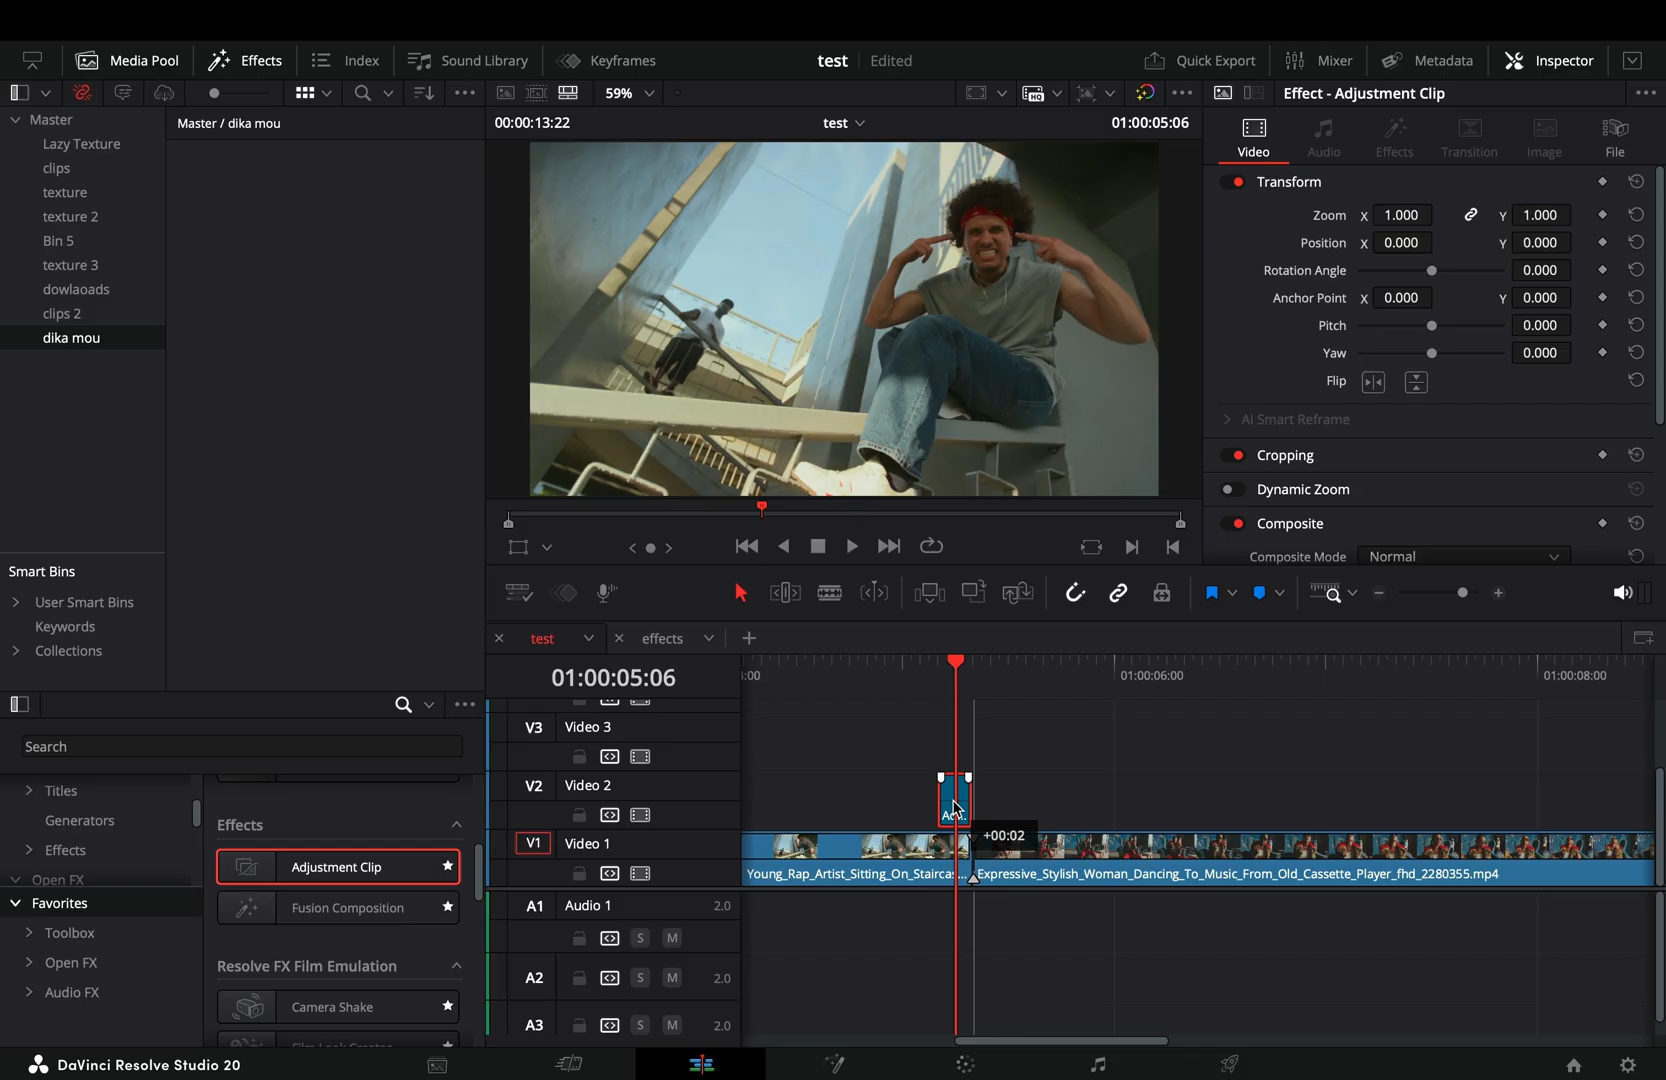 Media Pool Effects Index Sound Library Keyframes test Edited Quick Export Mixer Metadata Inspector
59% HQ Effect - Adjustment Clip
Master
Master / dika mou
00:00:13:22 test 01:00:05:06
Lazy Texture
clips
texture
texture 2
Bin 5
texture 3
dowlaoads
clips 2
dika mou
Video Audio Effects Transition Image File
Transform
Zoom X 1.000 Y 1.000
Position X 0.000 Y 0.000
Rotation Angle 0.000
Anchor Point X 0.000 Y 0.000
Pitch 0.000
Yaw 0.000
Flip
AI Smart Reframe
Cropping
Dynamic Zoom
Composite
Composite Mode Normal
Smart Bins
User Smart Bins
Keywords
Collections
test effects
01:00:05:06
01:00:06:00 01:00:08:00
Search
Titles
Generators
Effects
Open FX
Favorites
Toolbox
Open FX
Audio FX
Effects
Adjustment Clip
Fusion Composition
Resolve FX Film Emulation
Camera Shake
V3 Video 3
V2 Video 2
+00:02
V1 Video 1
Young_Rap_Artist_Sitting_On_Staircas... Expressive_Stylish_Woman_Dancing_To_Music_From_Old_Cassette_Player_fhd_2280355.mp4
A1 Audio 1 2.0
S M
A2 S M 2.0
A3 S M 2.0
DaVinci Resolve Studio 20